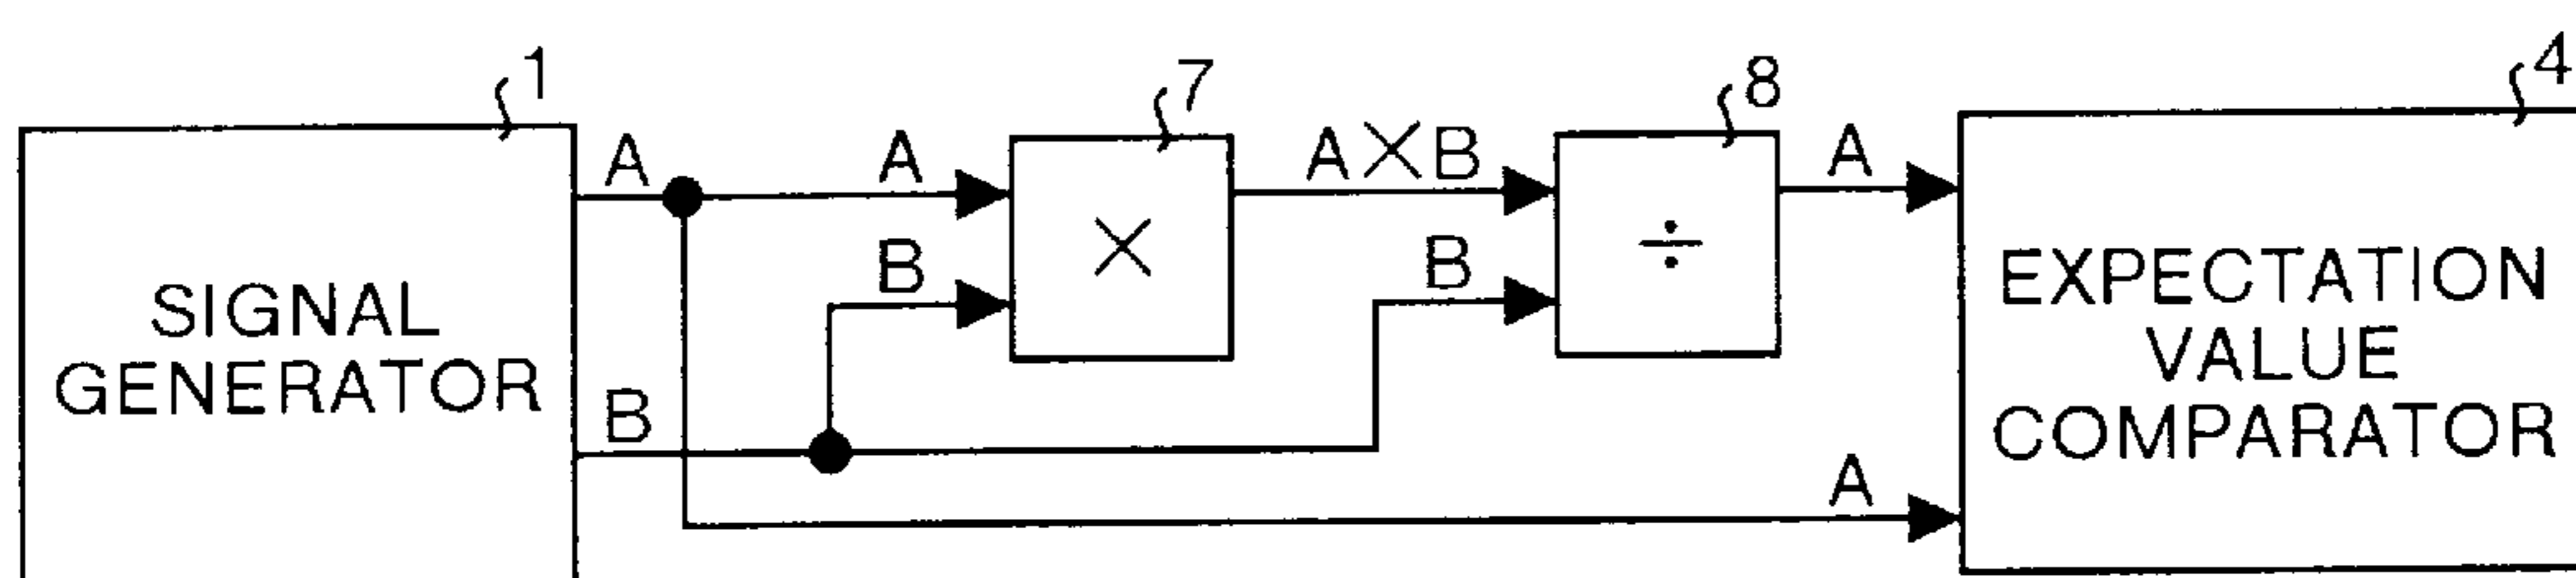 1
7
8
4
A
A
A×B
A
B
B
×
÷
SIGNAL
GENERATOR
EXPECTATION
VALUE
COMPARATOR
B
A